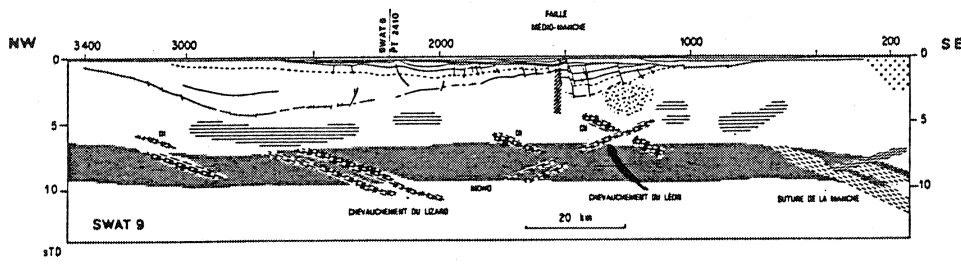 FAILLE
MÉDIO-MANCHE
SWAT 8
PT 2410
NW
SE
3400
3000
2000
1000
200
0
0
5
5
10
10
DI
DI
DI
MOHO
CHEVAUCHEMENT DU LIZARD
CHEVAUCHEMENT DU LÉON
SUTURE DE LA MANCHE
20 km
SWAT 9
sTD